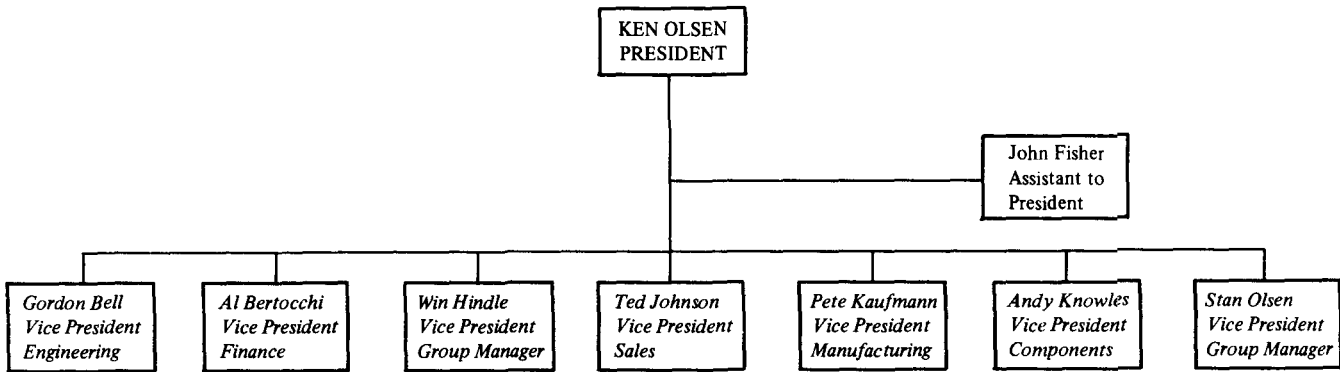 KEN OLSEN
PRESIDENT
John Fisher
Assistant to
President
Gordon Bell
Vice President
Engineering
Al Bertocchi
Vice President
Finance
Win Hindle
Vice President
Group Manager
Ted Johnson
Vice President
Sales
Pete Kaufmann
Vice President
Manufacturing
Andy Knowles
Vice President
Components
Stan Olsen
Vice President
Group Manager